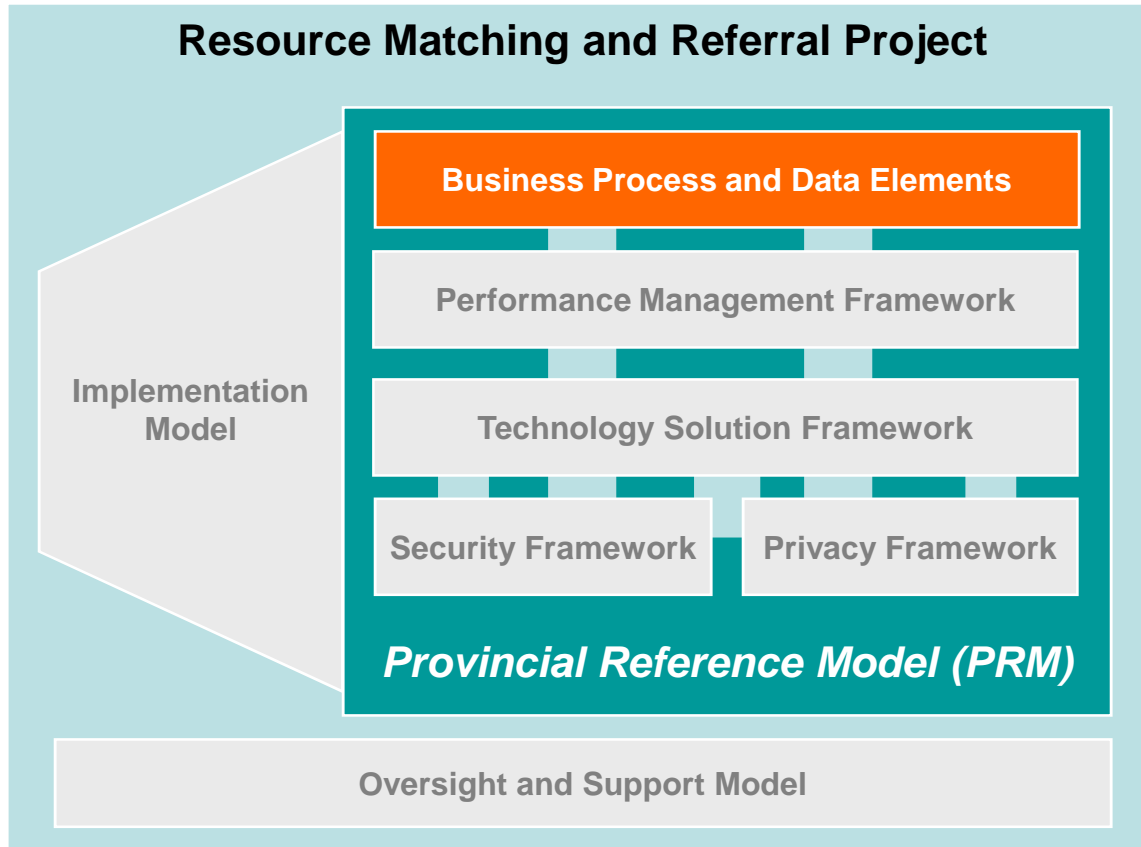 Resource Matching and Referral Project
Business Process and Data Elements
Performance Management Framework
Implementation
Model
Technology Solution Framework
Security Framework
Privacy Framework
Provincial Reference Model (PRM)
Oversight and Support Model